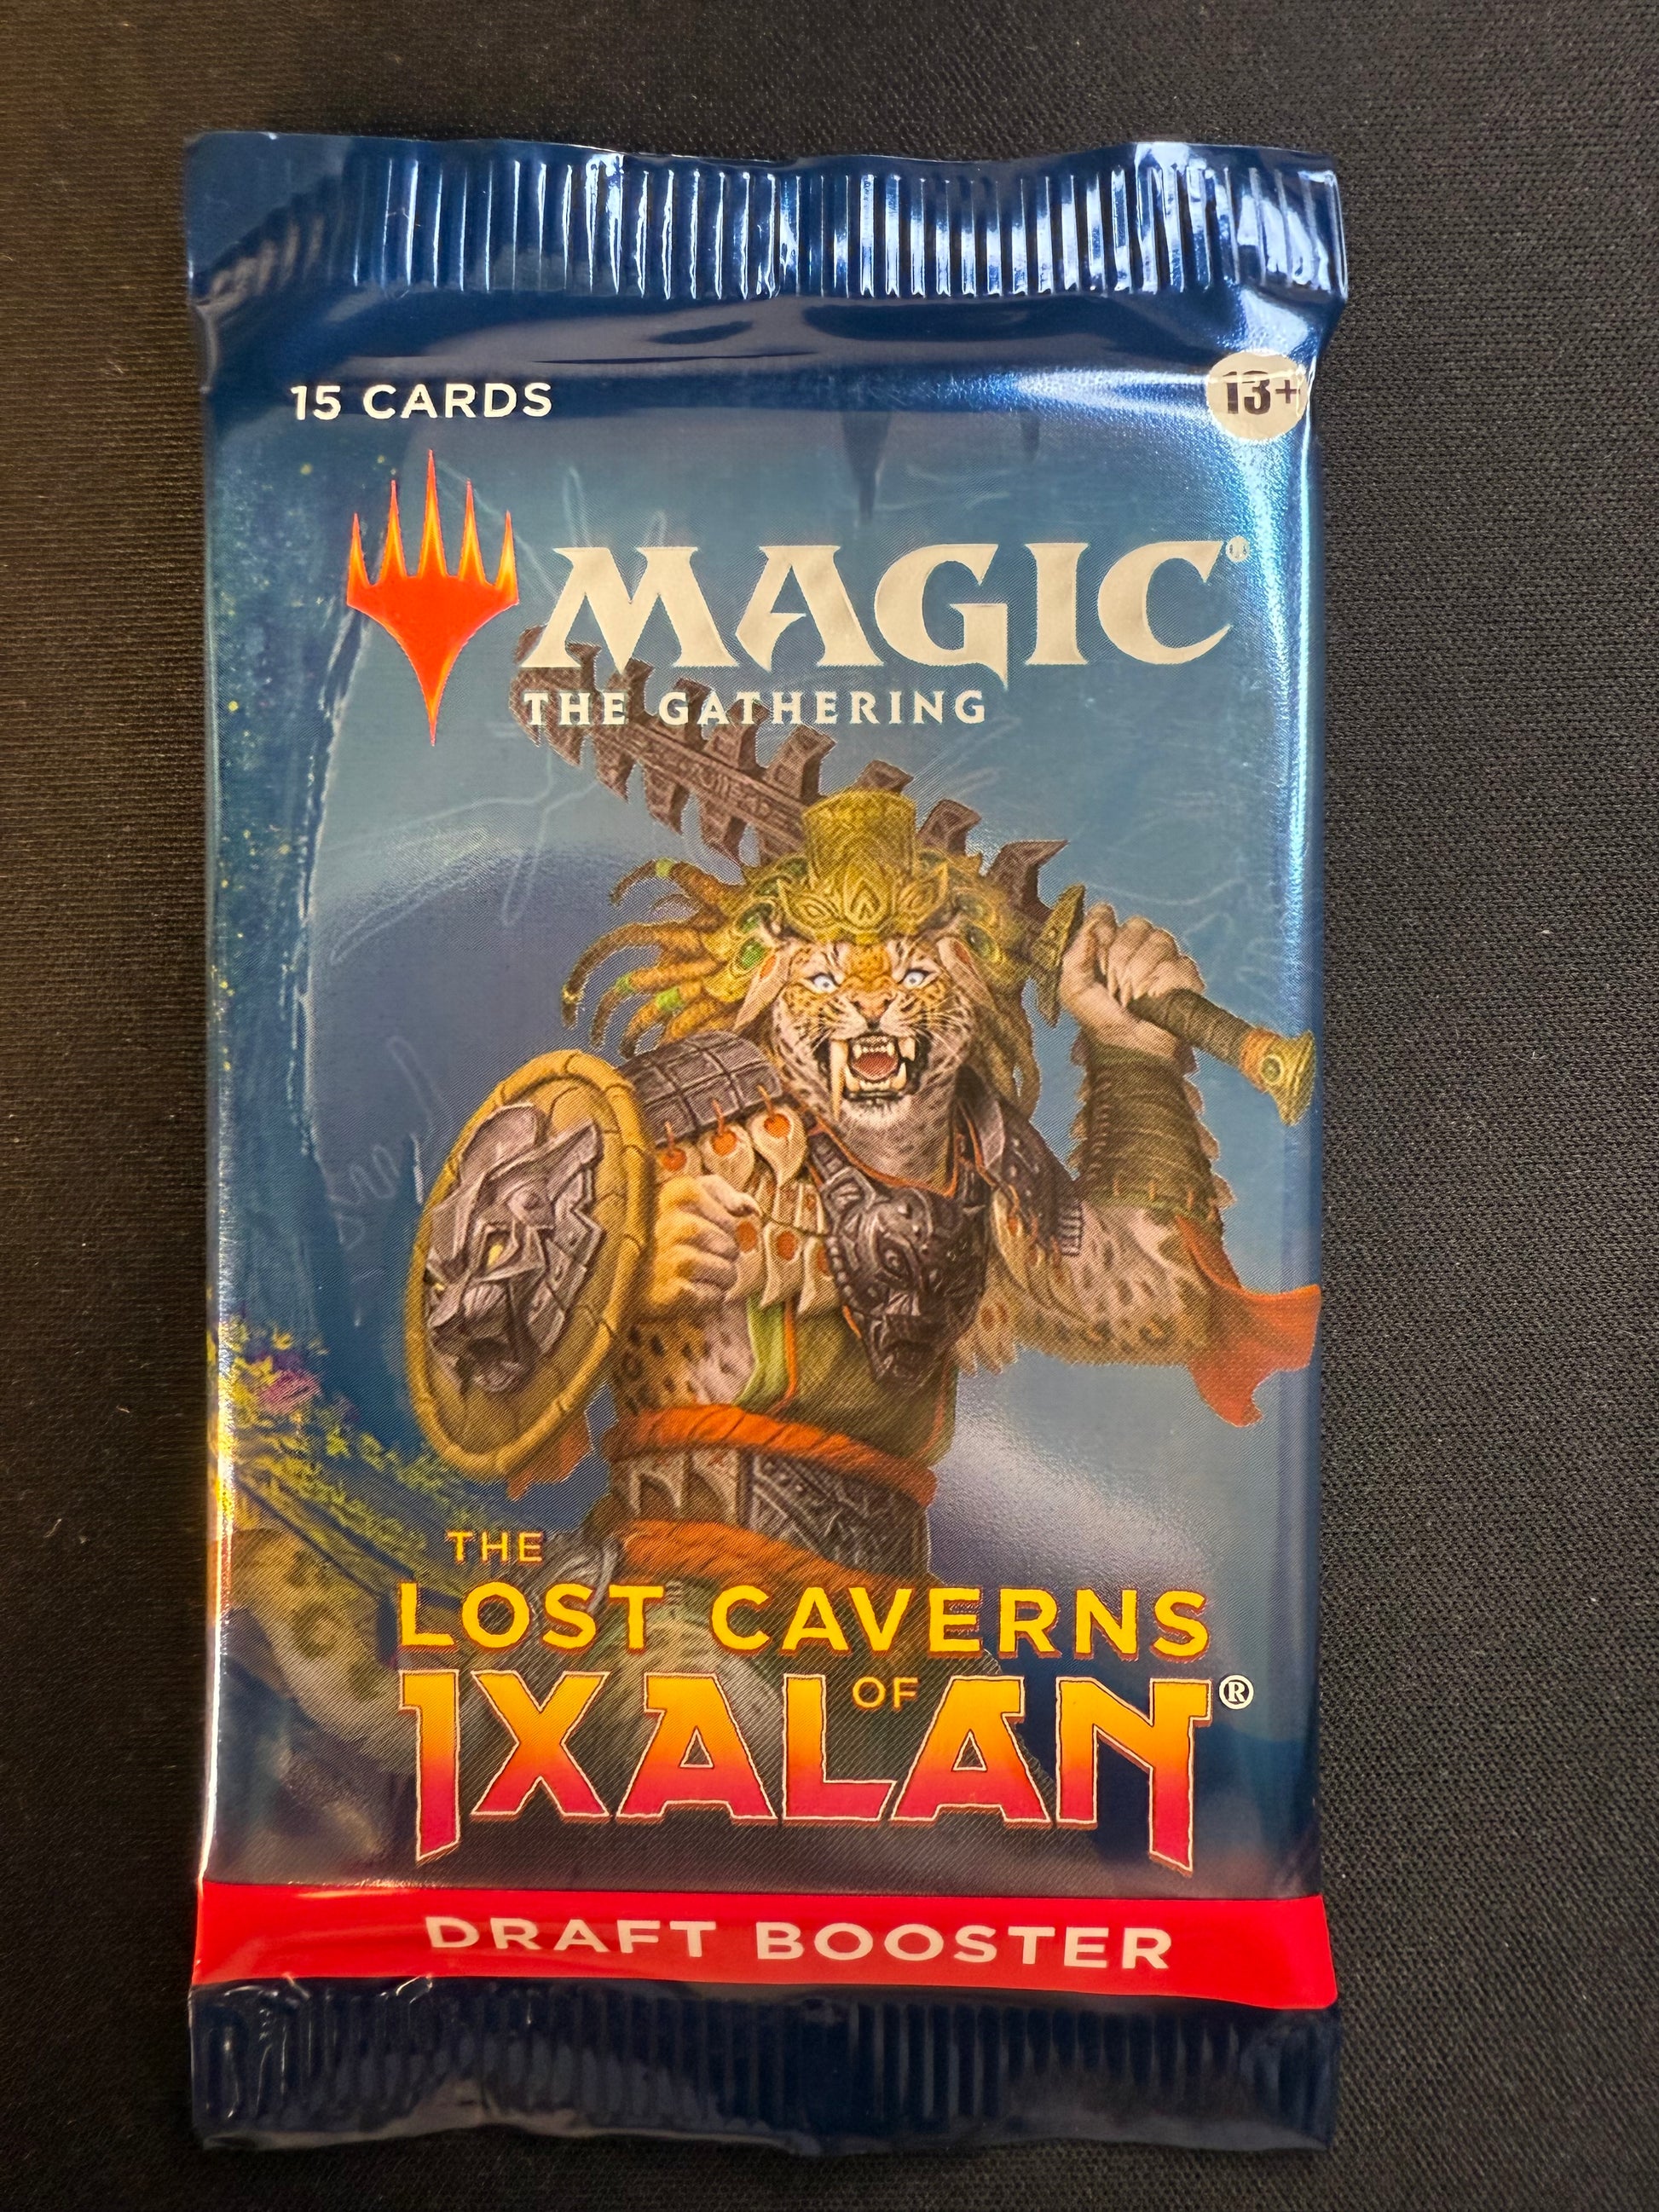 15 CARDS
13+
MAGIC®
THE GATHERING
THE
LOST CAVERNS
OF
IXALAN®
DRAFT BOOSTER